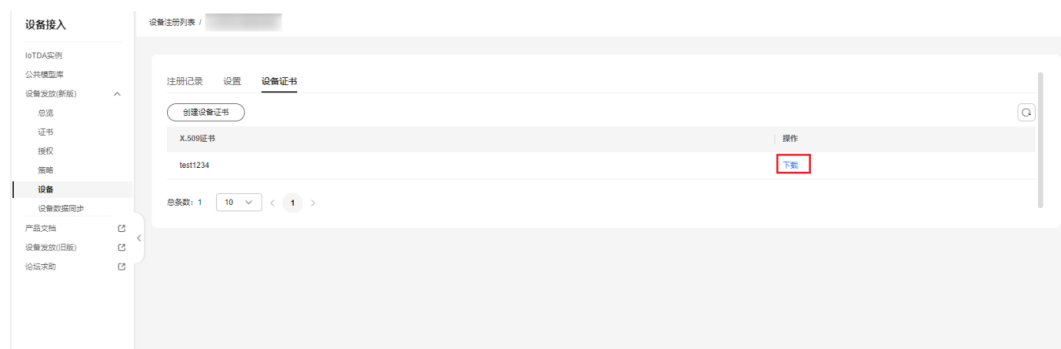 设备接入
设备注册列表 /
IoTDA实例
公共模型库
设备发放(新版)
总览
证书
授权
策略
设备
设备数据同步
产品文档
设备发放(旧版)
论坛求助
注册记录 设置 设备证书
创建设备证书
X.509证书 操作
test1234 下载
总条数: 1 10 < 1 >